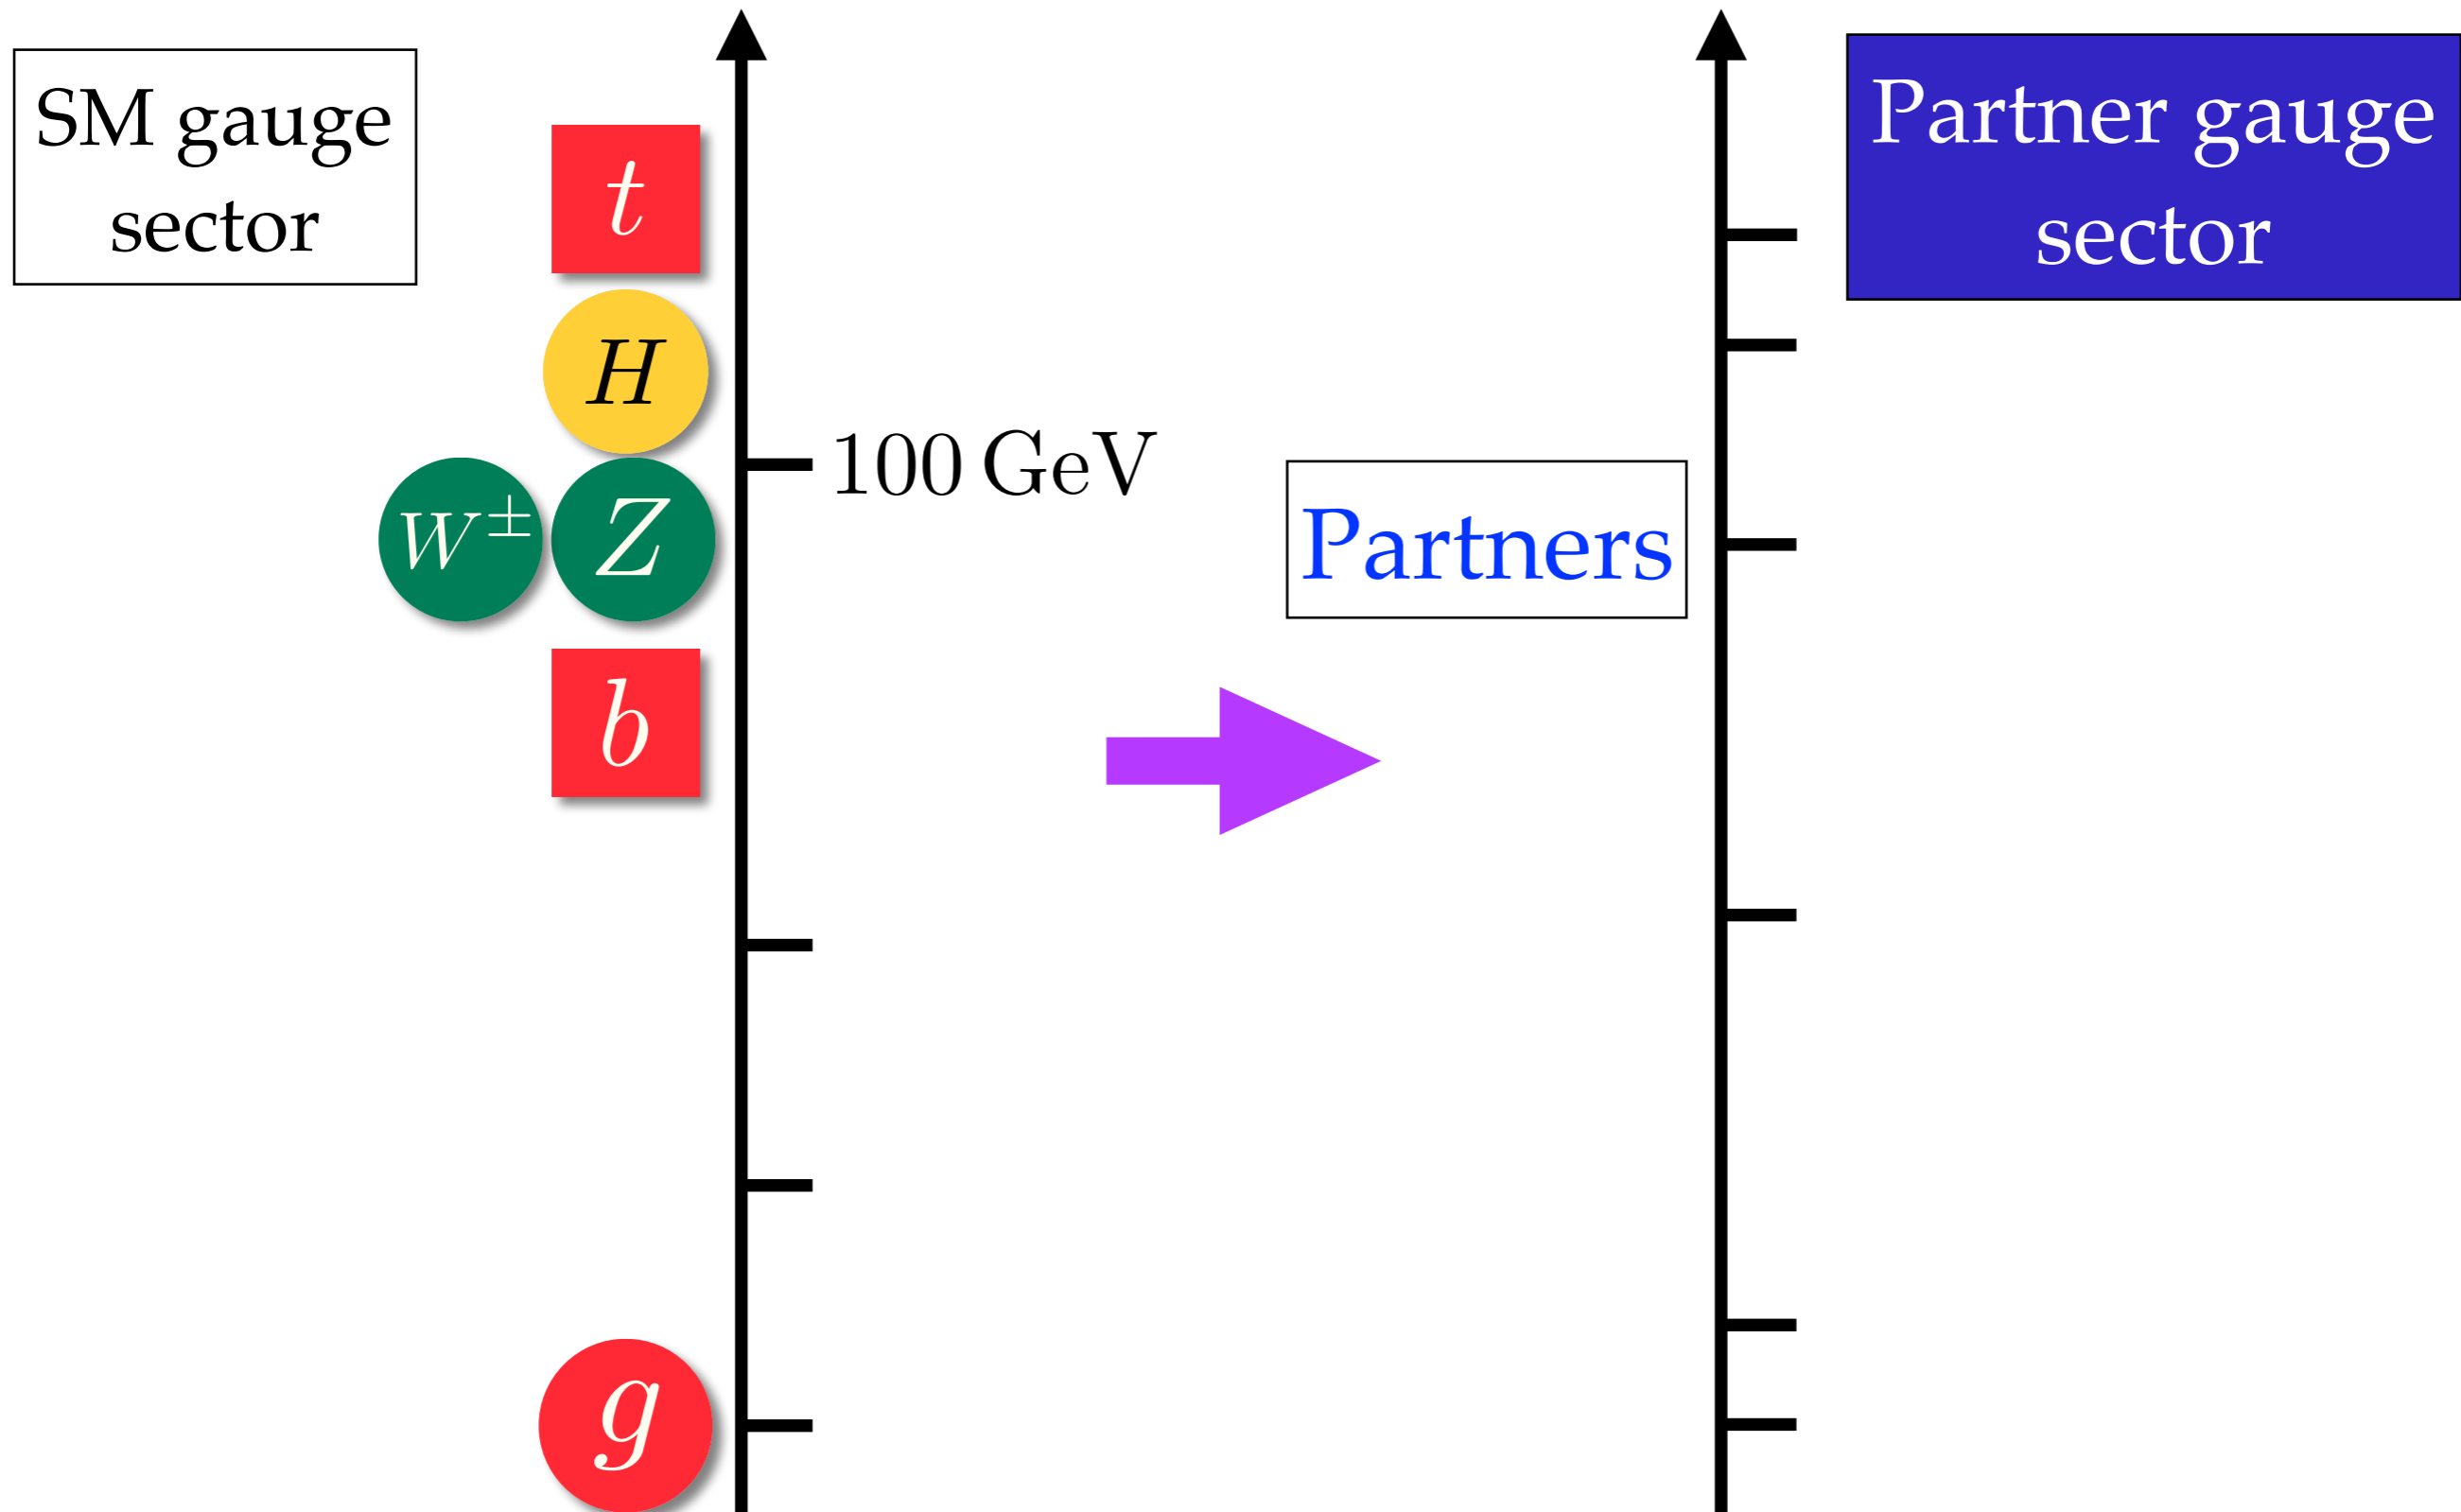 SM gauge
sector
Partner gauge
sector
t
H
100 GeV
W±
Z
Partners
b
g